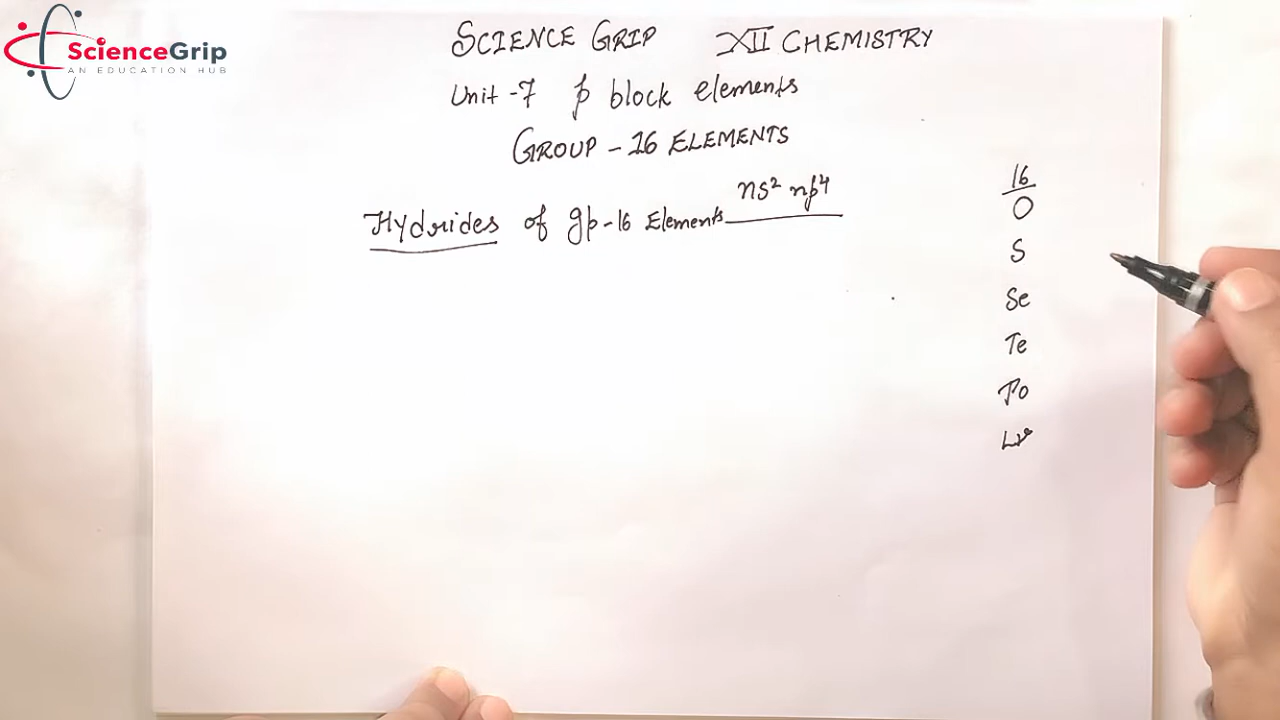 ScienceGrip
AN EDUCATION HUB
SCIENCE GRIP XII CHEMISTRY
Unit -7 p block elements
GROUP - 16 ELEMENTS
Hydrides of gp-16 Elements ns² np⁴
16
O
S
Se
Te
Po
Lv